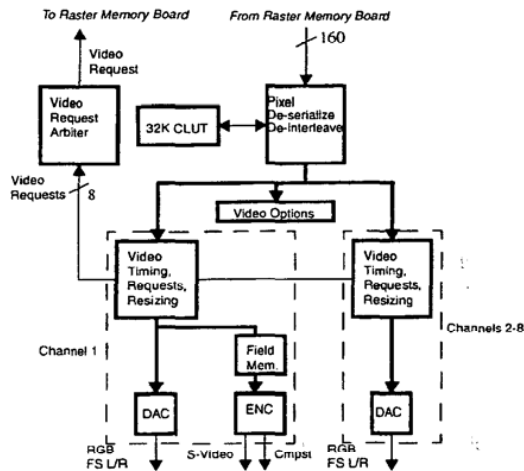 To Raster Memory Board
From Raster Memory Board
160
Video
Request
Video
Request
Arbiter
32K CLUT
Pixel
De-serialize
De-interleave
Video
Requests
8
Video Options
Video
Timing,
Requests,
Resizing
Video
Timing,
Requests,
Resizing
Channel 1
Channels 2-8
Field
Mem.
DAC
ENC
DAC
RGB
FS L/R
S-Video
Cmpst
RGB
FS L/R